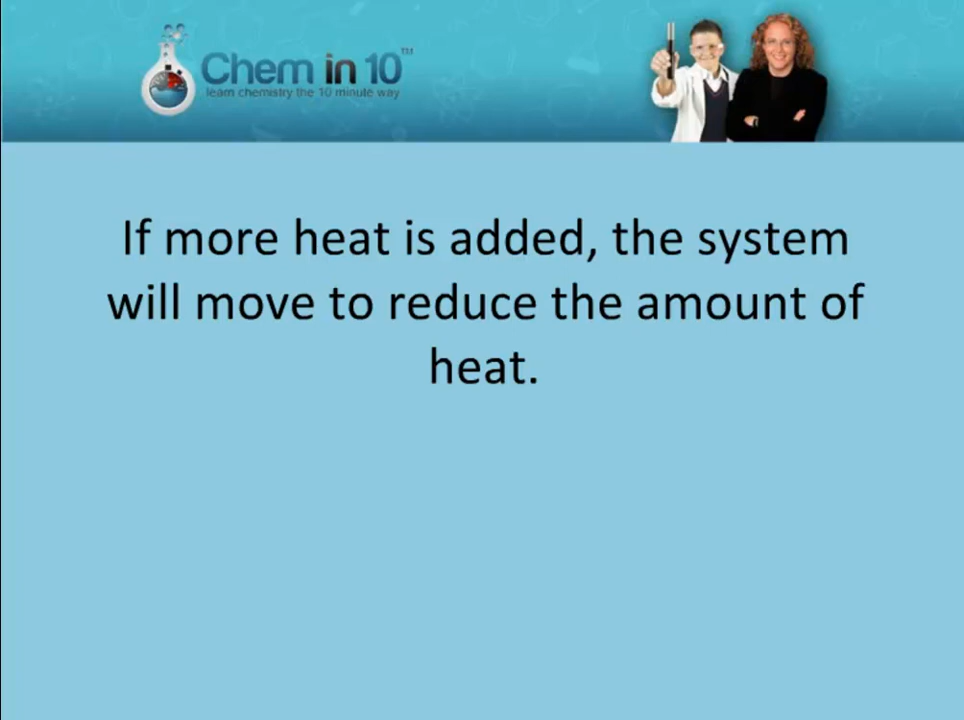 Chem in 10™
learn chemistry the 10 minute way
If more heat is added, the system
will move to reduce the amount of
heat.